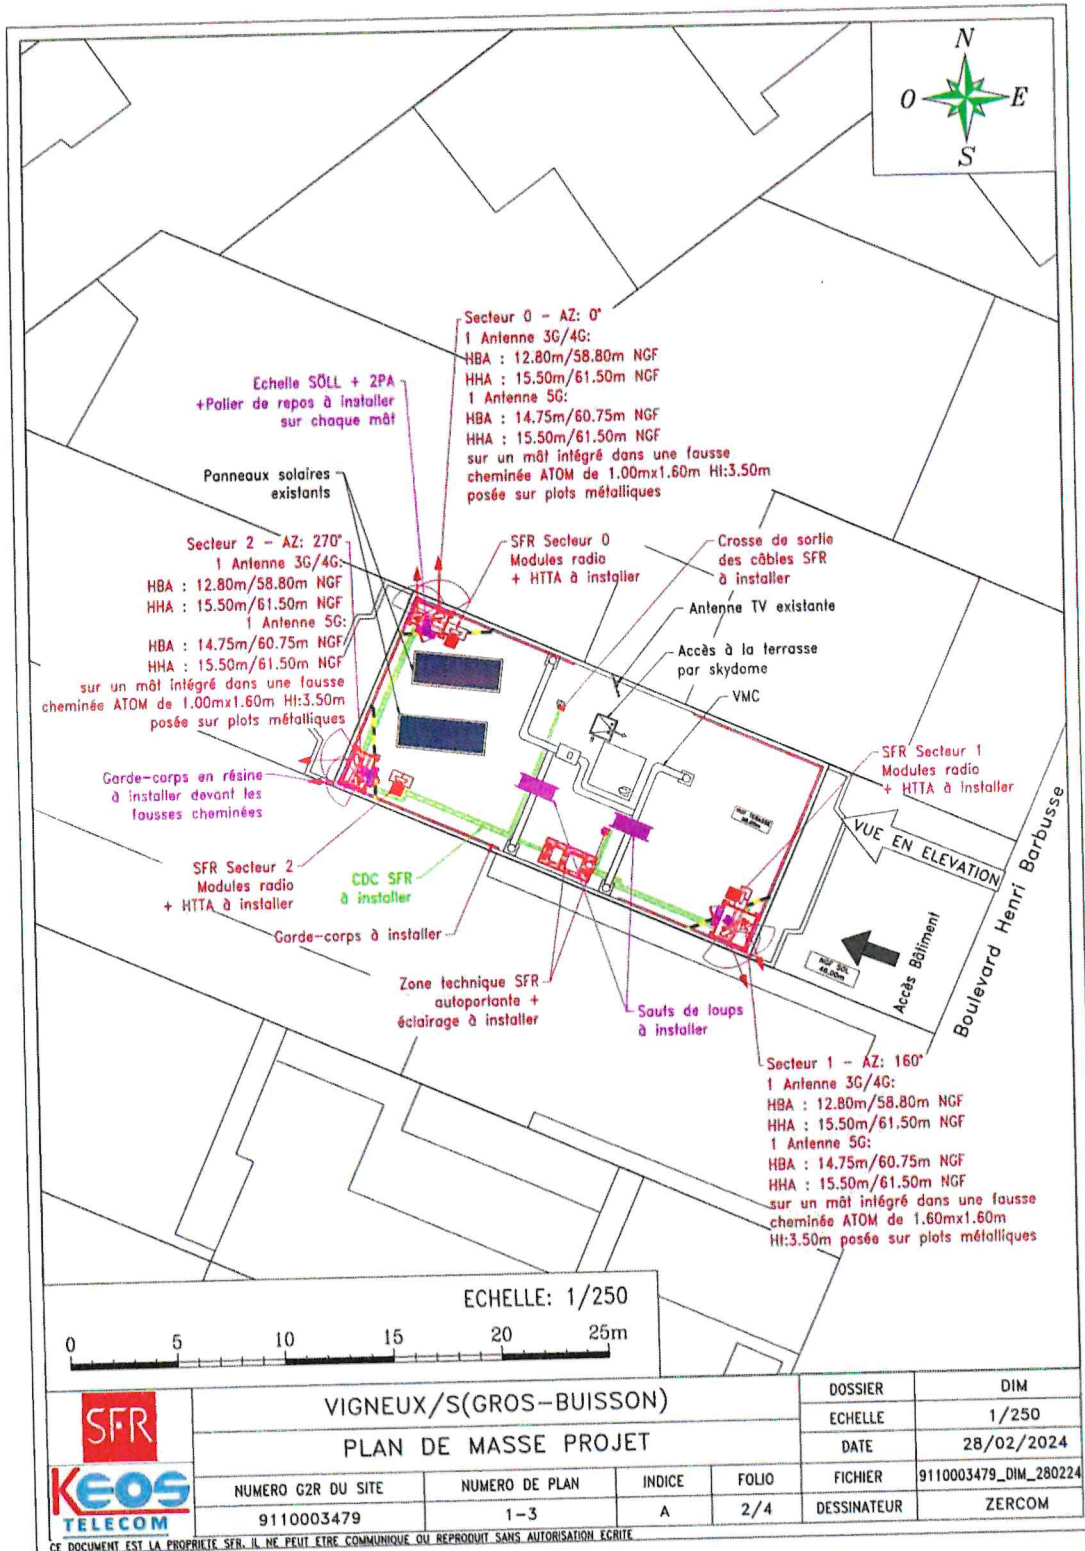 N
O
E
S
Secteur 0 - AZ: 0°
1 Antenne 3G/4G:
HBA : 12.80m/58.80m NGF
HHA : 15.50m/61.50m NGF
1 Antenne 5G:
HBA : 14.75m/60.75m NGF
HHA : 15.50m/61.50m NGF
sur un mât intégré dans une fausse
cheminée ATOM de 1.00mx1.60m Ht:3.50m
posée sur plots métalliques
Echelle SÖLL + 2PA
+Palier de repos à installer
sur chaque mât
Panneaux solaires
existants
Secteur 2 - AZ: 270°
1 Antenne 3G/4G:
HBA : 12.80m/58.80m NGF
HHA : 15.50m/61.50m NGF
1 Antenne 5G:
HBA : 14.75m/60.75m NGF
HHA : 15.50m/61.50m NGF
sur un mât intégré dans une fausse
cheminée ATOM de 1.00mx1.60m Ht:3.50m
posée sur plots métalliques
SFR Secteur 0
Modules radio
+ HTTA à installer
Crosse de sortie
des câbles SFR
à installer
Antenne TV existante
Accès à la terrasse
par skydome
VMC
SFR Secteur 1
Modules radio
+ HTTA à installer
Garde-corps en résine
à installer devant les
fausses cheminées
SFR Secteur 2
Modules radio
+ HTTA à installer
CDC SFR
à installer
Garde-corps à installer
Zone technique SFR
autoportante +
éclairage à installer
Sauts de loups
à installer
VUE EN ELEVATION
Accès Bâtiment
Boulevard Henri Barbusse
NGF SOL
46.00m
Secteur 1 - AZ: 160°
1 Antenne 3G/4G:
HBA : 12.80m/58.80m NGF
HHA : 15.50m/61.50m NGF
1 Antenne 5G:
HBA : 14.75m/60.75m NGF
HHA : 15.50m/61.50m NGF
sur un mât intégré dans une fausse
cheminée ATOM de 1.60mx1.60m
Ht:3.50m posée sur plots métalliques
ECHELLE: 1/250
0 5 10 15 20 25m
SFR
KEOS
TELECOM
VIGNEUX/S(GROS-BUISSON)
PLAN DE MASSE PROJET
NUMERO G2R DU SITE
NUMERO DE PLAN
INDICE
FOLIO
9110003479
1-3
A
2/4
DOSSIER
DIM
ECHELLE
1/250
DATE
28/02/2024
FICHIER
9110003479_DIM_280224
DESSINATEUR
ZERCOM
CE DOCUMENT EST LA PROPRIETE SFR. IL NE PEUT ETRE COMMUNIQUE OU REPRODUIT SANS AUTORISATION ECRITE